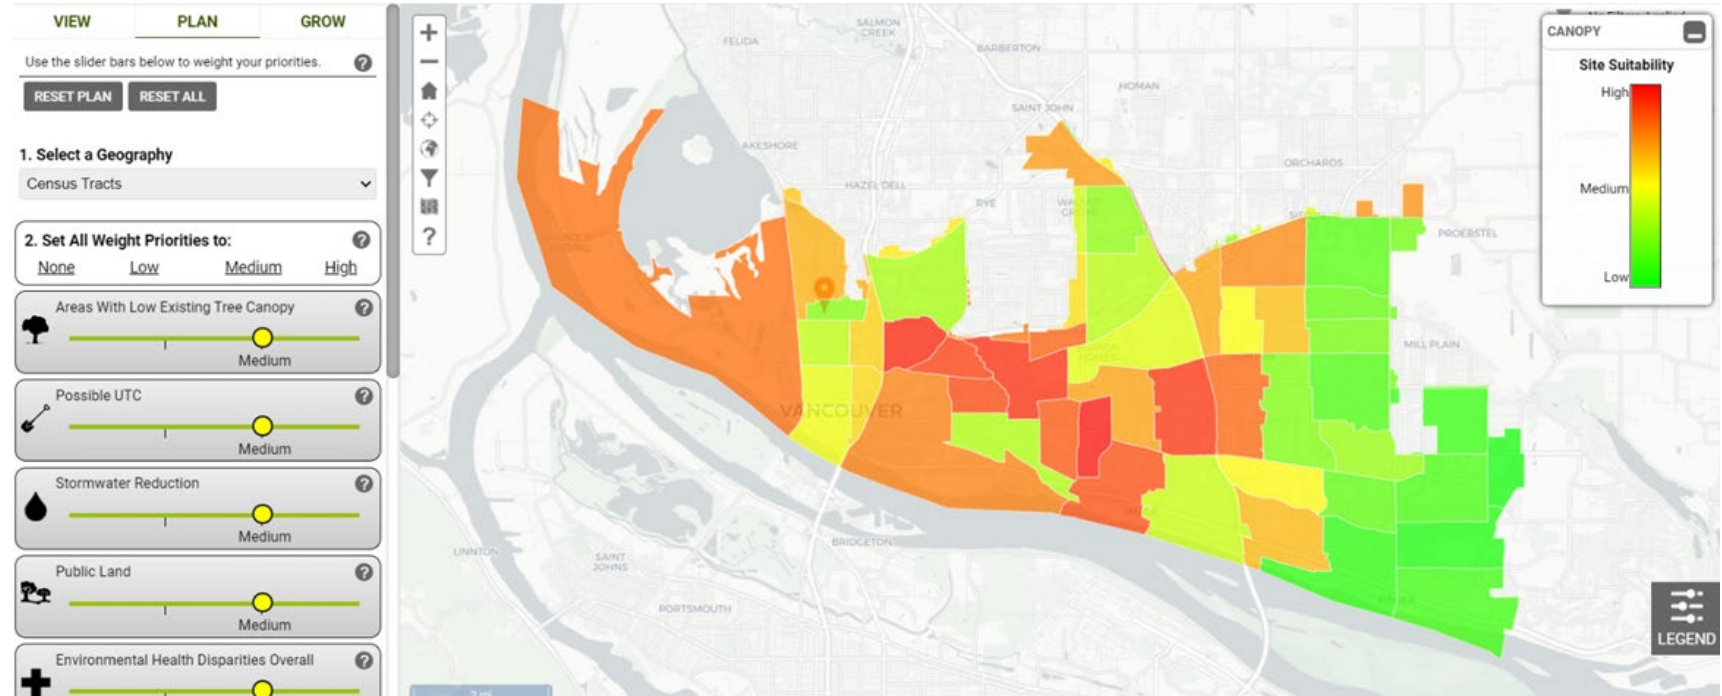 VIEW
PLAN
GROW
Use the slider bars below to weight your priorities.
?
RESET PLAN
RESET ALL
1. Select a Geography
Census Tracts
2. Set All Weight Priorities to:
?
None
Low
Medium
High
Areas With Low Existing Tree Canopy
?
Medium
Possible UTC
?
Medium
Stormwater Reduction
?
Medium
Public Land
?
Medium
Environmental Health Disparities Overall
?
+
−
?
SALMON
CREEK
FELIDA
BARBERTON
HOMAN
SAINT JOHN
AKESHORE
ORCHARDS
HAZEL DELL
RYE
PROEBSTEL
MILL PLAIN
VANCOUVER
BRIDGETON
LINNTON
SAINT
JOHNS
PORTSMOUTH
2 mi
CANOPY
Site Suitability
High
Medium
Low
LEGEND